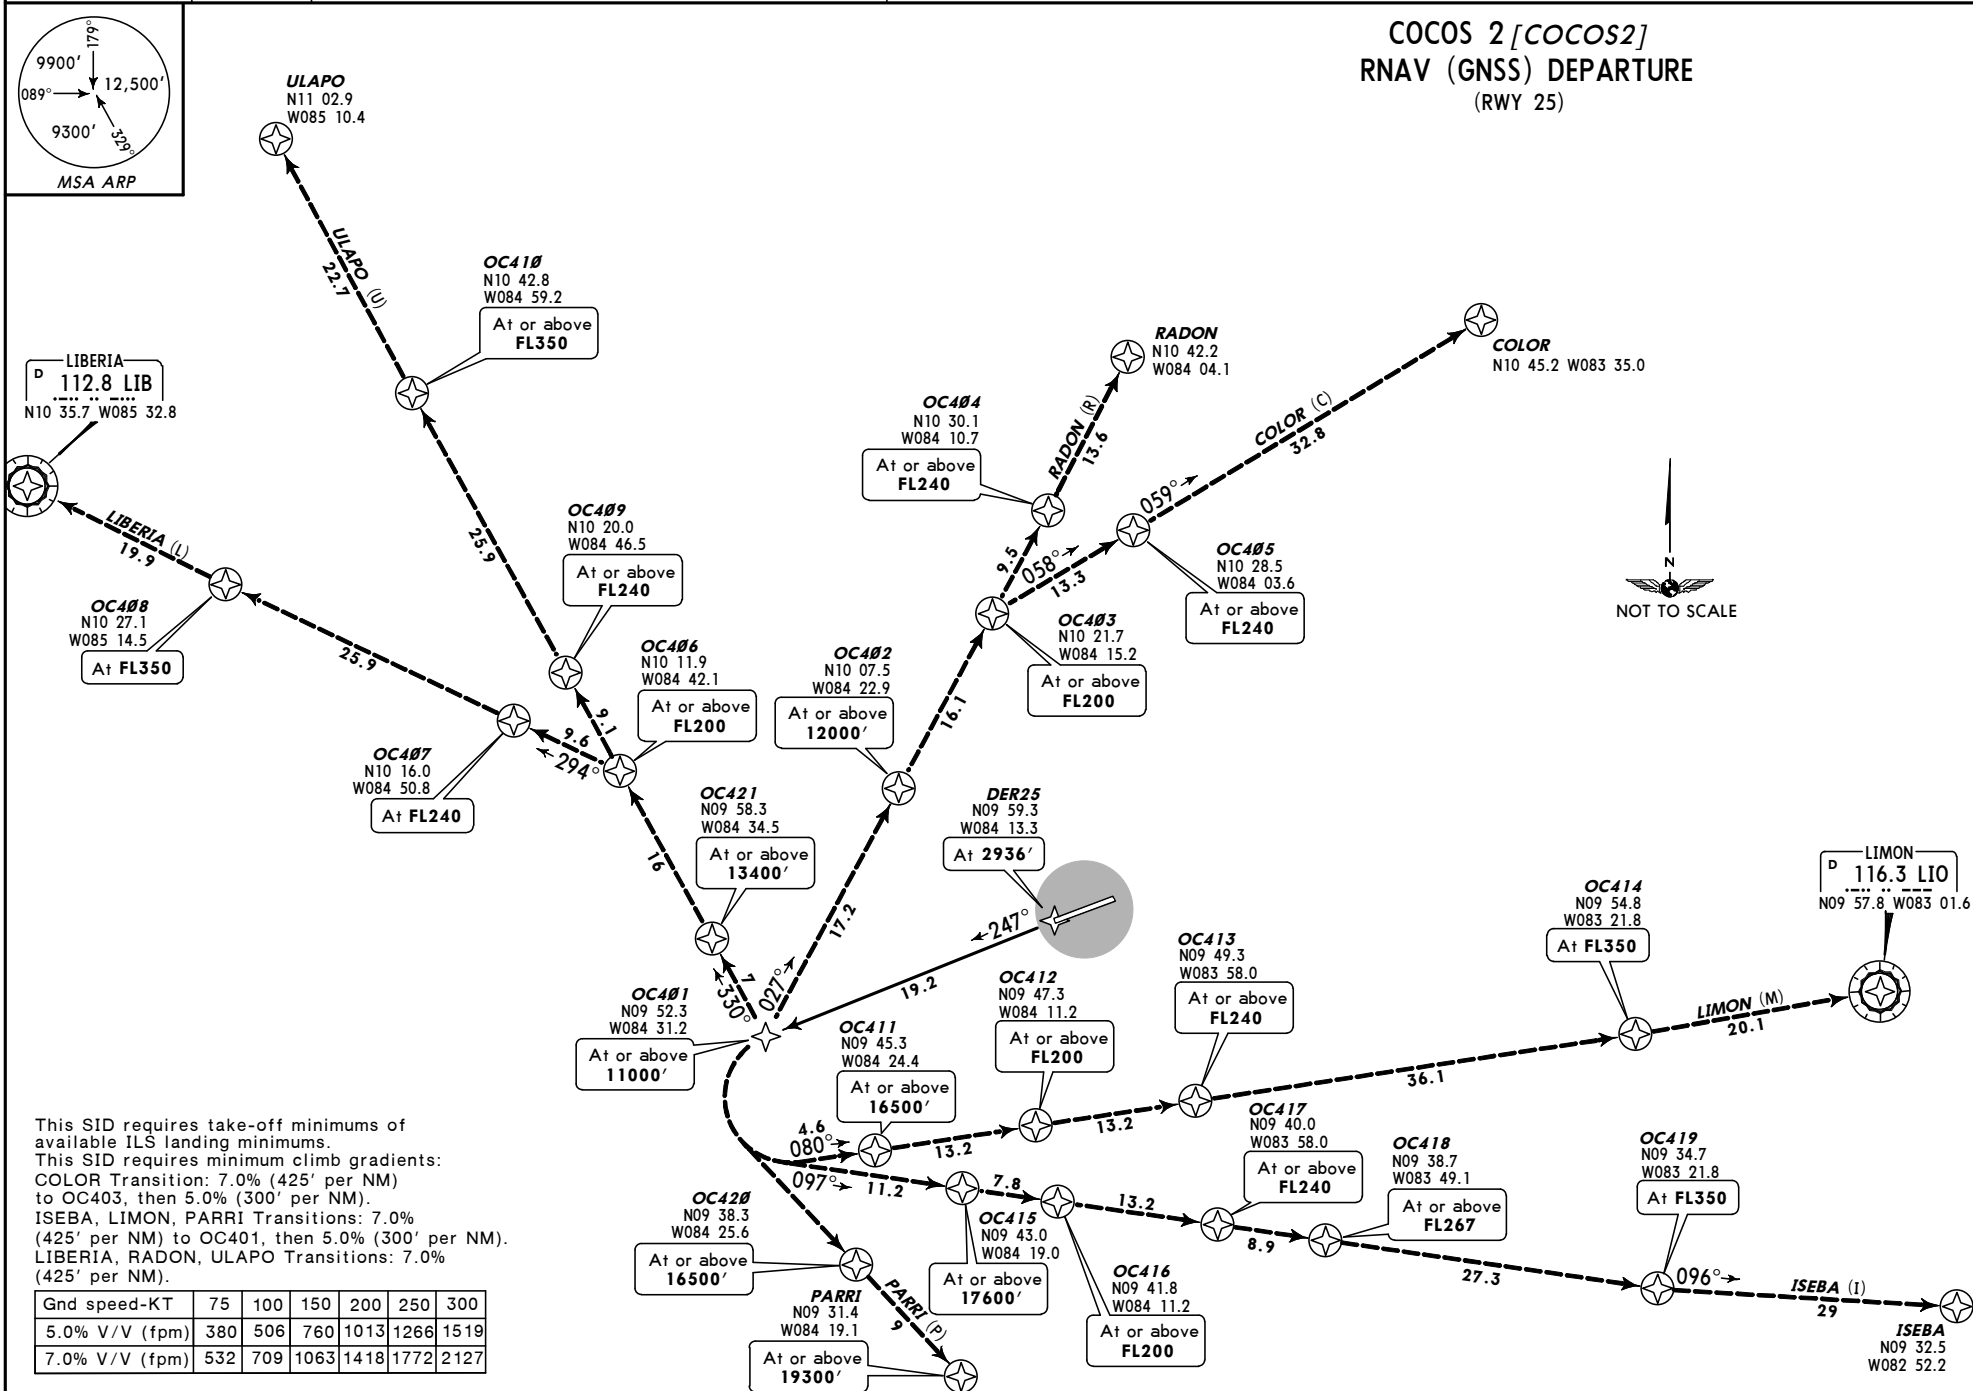 COCOS 2 [COCOS2]
RNAV (GNSS) DEPARTURE
(RWY 25)
179°
9900'
12,500'
089°
9300'
329°
MSA ARP
ULAPO
N11 02.9
W085 10.4
ULAPO (U)
22.7
OC41Ø
N10 42.8
W084 59.2
At or above
FL350
LIBERIA
D 112.8 LIB
N10 35.7 W085 32.8
LIBERIA (L)
19.9
OC4Ø8
N10 27.1
W085 14.5
At FL350
25.9
25.9
OC4Ø9
N10 20.0
W084 46.5
At or above
FL240
OC4Ø6
N10 11.9
W084 42.1
At or above
FL200
9.1
9.6
294°
OC4Ø7
N10 16.0
W084 50.8
At FL240
OC421
N09 58.3
W084 34.5
At or above
13400'
16
7
330°
027°
17.2
OC4Ø1
N09 52.3
W084 31.2
At or above
11000'
OC4Ø2
N10 07.5
W084 22.9
At or above
12000'
16.1
OC4Ø3
N10 21.7
W084 15.2
At or above
FL200
9.5
058°
13.3
OC4Ø4
N10 30.1
W084 10.7
At or above
FL240
RADON (R)
13.6
RADON
N10 42.2
W084 04.1
OC4Ø5
N10 28.5
W084 03.6
At or above
FL240
059°
COLOR (C)
32.8
COLOR
N10 45.2 W083 35.0
N
NOT TO SCALE
DER25
N09 59.3
W084 13.3
At 2936'
247°
19.2
OC411
N09 45.3
W084 24.4
At or above
16500'
4.6
080°
13.2
OC412
N09 47.3
W084 11.2
At or above
FL200
13.2
OC413
N09 49.3
W083 58.0
At or above
FL240
36.1
OC414
N09 54.8
W083 21.8
At FL350
LIMON (M)
20.1
LIMON
D 116.3 LIO
N09 57.8 W083 01.6
097°
11.2
OC415
N09 43.0
W084 19.0
At or above
17600'
7.8
OC416
N09 41.8
W084 11.2
At or above
FL200
13.2
OC417
N09 40.0
W083 58.0
At or above
FL240
8.9
OC418
N09 38.7
W083 49.1
At or above
FL267
27.3
OC419
N09 34.7
W083 21.8
At FL350
096°
ISEBA (I)
29
ISEBA
N09 32.5
W082 52.2
OC42Ø
N09 38.3
W084 25.6
At or above
16500'
PARRI (P)
9
PARRI
N09 31.4
W084 19.1
At or above
19300'
This SID requires take-off minimums of
available ILS landing minimums.
This SID requires minimum climb gradients:
COLOR Transition: 7.0% (425' per NM)
to OC403, then 5.0% (300' per NM).
ISEBA, LIMON, PARRI Transitions: 7.0%
(425' per NM) to OC401, then 5.0% (300' per NM).
LIBERIA, RADON, ULAPO Transitions: 7.0%
(425' per NM).
Gnd speed-KT 75 100 150 200 250 300
5.0% V/V (fpm) 380 506 760 1013 1266 1519
7.0% V/V (fpm) 532 709 1063 1418 1772 2127